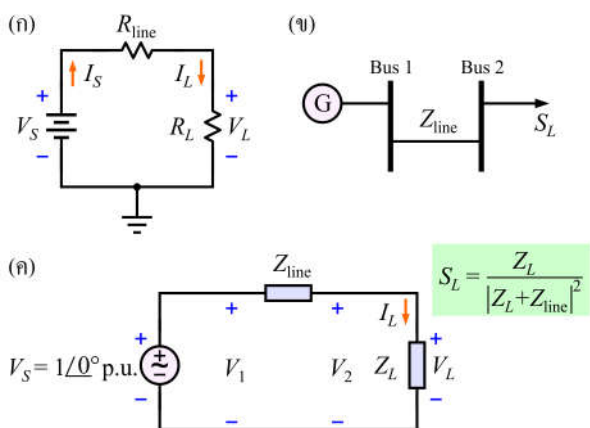 (ก)
R_line
I_S
I_L
+
+
V_S
R_L
V_L
−
−
(ข)
Bus 1
Bus 2
G
Z_line
S_L
(ค)
Z_line
S_L = Z_L / |Z_L+Z_line|^2
I_L
+
+
+
+
V_S = 1∠0° p.u.
V_1
V_2
Z_L
V_L
−
−
−
−